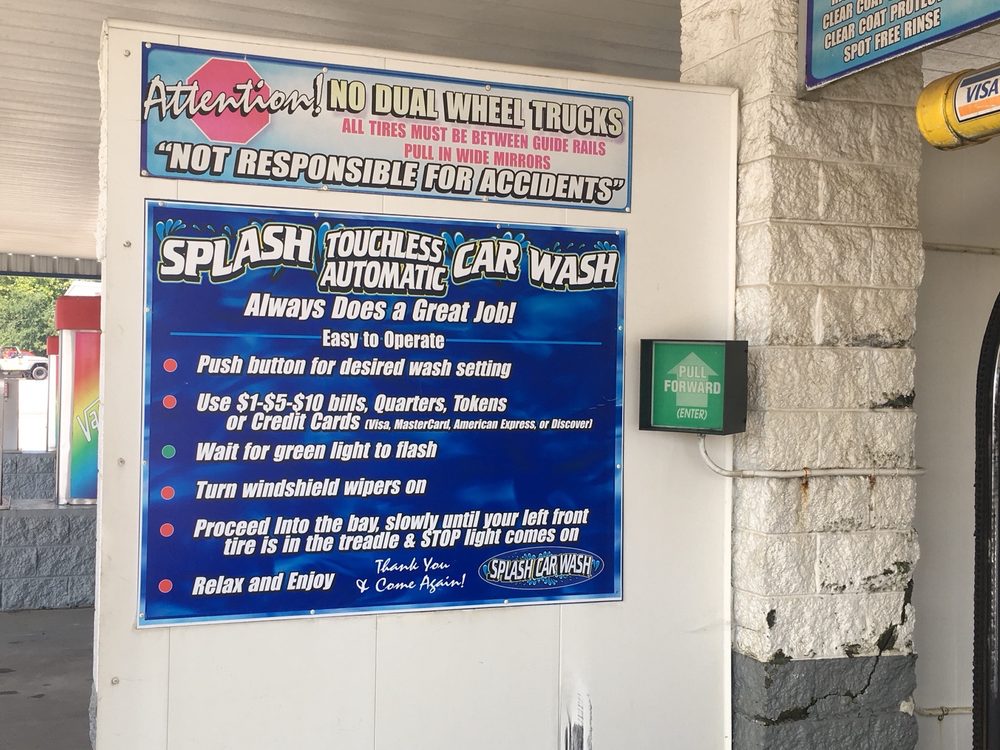 Attention! NO DUAL WHEEL TRUCKS
ALL TIRES MUST BE BETWEEN GUIDE RAILS
PULL IN WIDE MIRRORS
"NOT RESPONSIBLE FOR ACCIDENTS"
SPLASH TOUCHLESS AUTOMATIC CAR WASH
Always Does a Great Job!
Easy to Operate
Push button for desired wash setting
Use $1-$5-$10 bills, Quarters, Tokens
or Credit Cards (Visa, MasterCard, American Express, or Discover)
Wait for green light to flash
Turn windshield wipers on
Proceed Into the bay, slowly until your left front
tire is in the treadle & STOP light comes on
Relax and Enjoy
Thank You
& Come Again!
SPLASH CAR WASH
PULL
FORWARD
(ENTER)
CLEAR COAT
CLEAR COAT PROTECT
SPOT FREE RINSE
VISA